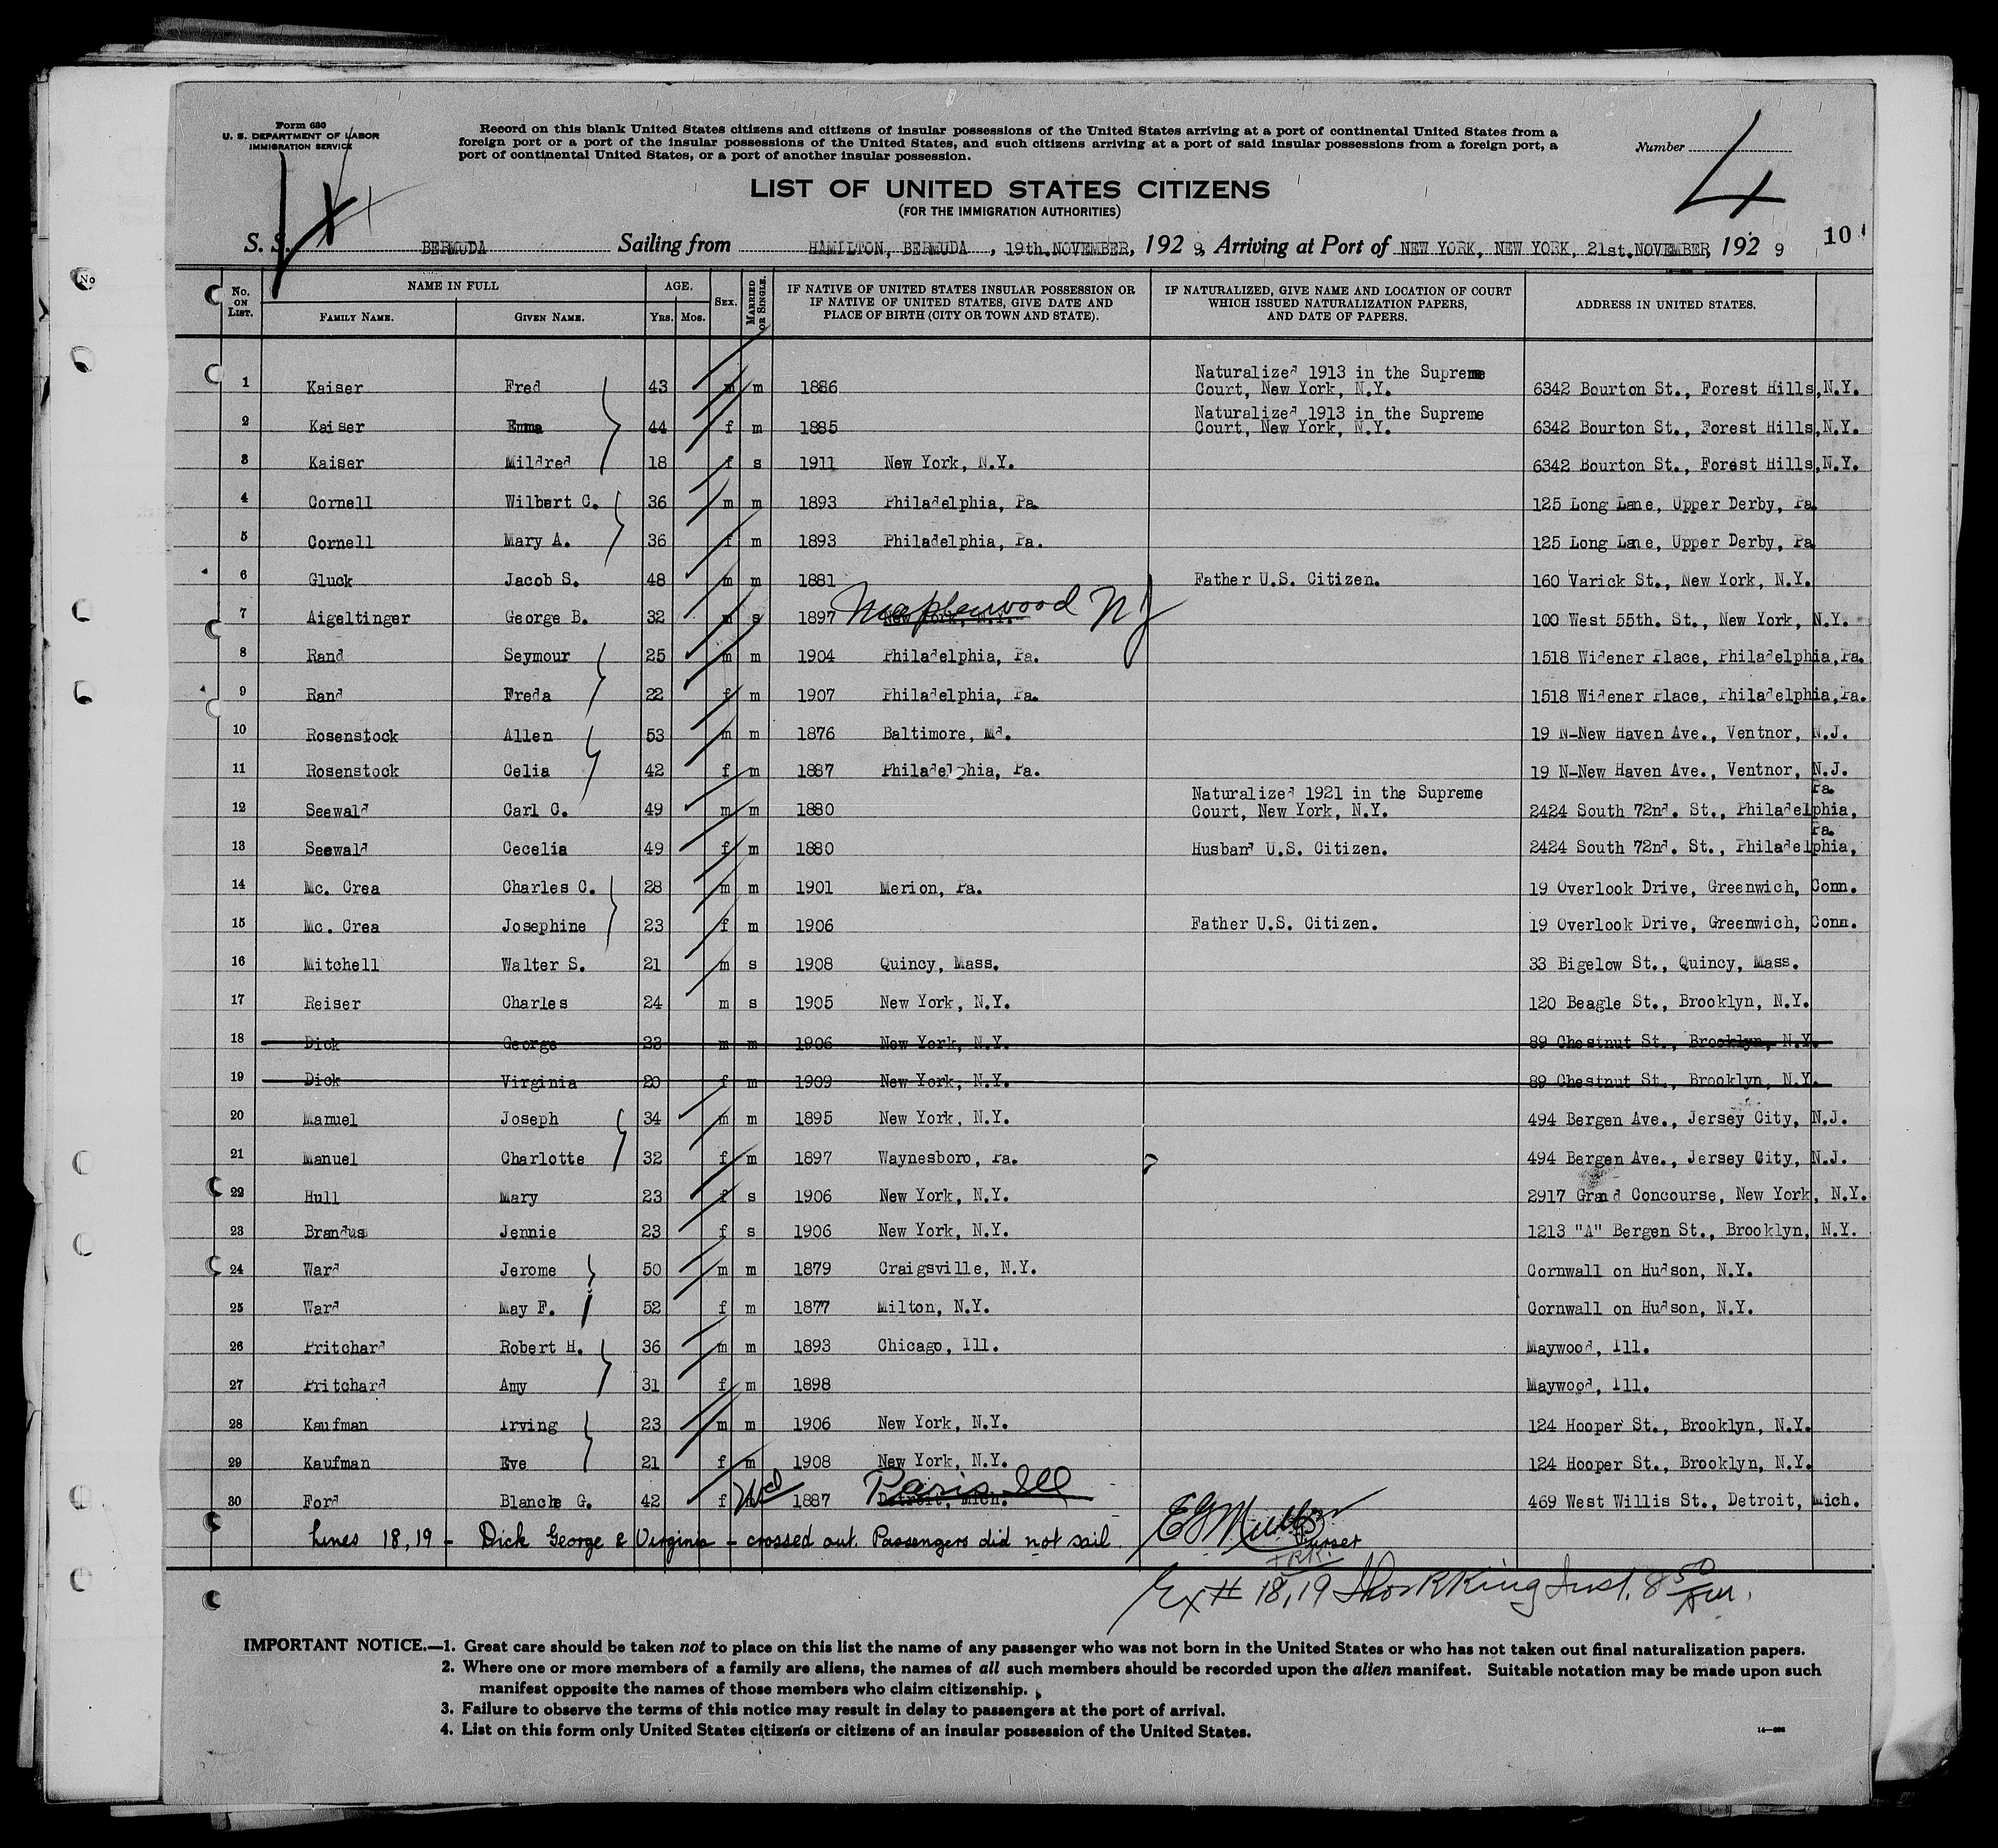 Form 630
U. S. DEPARTMENT OF LABOR
IMMIGRATION SERVICE
Record on this blank United States citizens and citizens of insular possessions of the United States arriving at a port of continental United States from a
foreign port or a port of the insular possessions of the United States, and such citizens arriving at a port of said insular possessions from a foreign port, a
port of continental United States, or a port of another insular possession.
Number 4
LIST OF UNITED STATES CITIZENS
(FOR THE IMMIGRATION AUTHORITIES)
S. S. BERMUDA Sailing from HAMILTON, BERMUDA, 19th. NOVEMBER, 1929, Arriving at Port of NEW YORK, NEW YORK, 21st. NOVEMBER, 1929
10
No. ON LIST. NAME IN FULL FAMILY NAME. GIVEN NAME. AGE. YRS. MOS. SEX. MARRIED OR SINGLE. IF NATIVE OF UNITED STATES INSULAR POSSESSION OR IF NATIVE OF UNITED STATES, GIVE DATE AND PLACE OF BIRTH (CITY OR TOWN AND STATE). IF NATURALIZED, GIVE NAME AND LOCATION OF COURT WHICH ISSUED NATURALIZATION PAPERS, AND DATE OF PAPERS. ADDRESS IN UNITED STATES.
1 Kaiser Fred 43 m m 1886 Naturalized 1913 in the Supreme Court, New York, N.Y. 6342 Bourton St., Forest Hills, N.Y.
2 Kaiser Emma 44 f m 1885 Naturalized 1913 in the Supreme Court, New York, N.Y. 6342 Bourton St., Forest Hills, N.Y.
3 Kaiser Mildred 18 f s 1911 New York, N.Y. 6342 Bourton St., Forest Hills, N.Y.
4 Cornell Wilbert C. 36 m m 1893 Philadelphia, Pa. 125 Long Lane, Upper Derby, Pa
5 Cornell Mary A. 36 f m 1893 Philadelphia, Pa. 125 Long Lane, Upper Derby, Pa
6 Gluck Jacob S. 48 m m 1881 Father U.S. Citizen. 160 Varick St., New York, N.Y.
7 Aigeltinger George B. 32 m s 1897 New York, N.Y. Maplewood NJ 100 West 55th. St., New York, N.Y.
8 Rand Seymour 25 m m 1904 Philadelphia, Pa. 1518 Widener Place, Philadelphia, Pa.
9 Rand Freda 22 f m 1907 Philadelphia, Pa. 1518 Widener Place, Philadelphia, Pa.
10 Rosenstock Allen 53 m m 1876 Baltimore, Md. 19 N-New Haven Ave., Ventnor, N.J.
11 Rosenstock Celia 42 f m 1887 Philadelphia, Pa. 19 N-New Haven Ave., Ventnor, N.J.
12 Seewald Carl C. 49 m m 1880 Naturalized 1921 in the Supreme Court, New York, N.Y. 2424 South 72nd. St., Philadelphia, Pa.
13 Seewald Cecelia 49 f m 1880 Husband U.S. Citizen. 2424 South 72nd. St., Philadelphia, Pa.
14 Mc. Crea Charles C. 28 m m 1901 Merion, Pa. 19 Overlook Drive, Greenwich, Conn.
15 Mc. Crea Josephine 23 f m 1906 Father U.S. Citizen. 19 Overlook Drive, Greenwich, Conn.
16 Mitchell Walter S. 21 m s 1908 Quincy, Mass. 33 Bigelow St., Quincy, Mass.
17 Reiser Charles 24 m s 1905 New York, N.Y. 120 Beagle St., Brooklyn, N.Y.
18 Dick George 23 m m 1906 New York, N.Y. 89 Chestnut St., Brooklyn, N.Y.
19 Dick Virginia 20 f m 1909 New York, N.Y. 89 Chestnut St., Brooklyn, N.Y.
20 Manuel Joseph 34 m m 1895 New York, N.Y. 494 Bergen Ave., Jersey City, N.J.
21 Manuel Charlotte 32 f m 1897 Waynesboro, Pa. 494 Bergen Ave., Jersey City, N.J.
22 Hull Mary 23 f s 1906 New York, N.Y. 2917 Grand Concourse, New York, N.Y.
23 Brandus Jennie 23 f s 1906 New York, N.Y. 1213 "A" Bergen St., Brooklyn, N.Y.
24 Ward Jerome 50 m m 1879 Craigsville, N.Y. Cornwall on Hudson, N.Y.
25 Ward May F. 52 f m 1877 Milton, N.Y. Cornwall on Hudson, N.Y.
26 Pritchard Robert H. 36 m m 1893 Chicago, Ill. Maywood, Ill.
27 Pritchard Amy 31 f m 1898 Maywood, Ill.
28 Kaufman Irving 23 m m 1906 New York, N.Y. 124 Hooper St., Brooklyn, N.Y.
29 Kaufman Eve 21 f m 1908 New York, N.Y. 124 Hooper St., Brooklyn, N.Y.
30 Ford Blanche G. 42 f Wd 1887 Detroit, Mich. Paris Ill 469 West Willis St., Detroit, Mich.
Lines 18,19 - Dick George & Virginia - crossed out. Passengers did not sail. Purser
Ex # 18,19 Thos R King Insp. 8 50 AM.
IMPORTANT NOTICE.—1. Great care should be taken not to place on this list the name of any passenger who was not born in the United States or who has not taken out final naturalization papers.
2. Where one or more members of a family are aliens, the names of all such members should be recorded upon the alien manifest. Suitable notation may be made upon such
manifest opposite the names of those members who claim citizenship.
3. Failure to observe the terms of this notice may result in delay to passengers at the port of arrival.
4. List on this form only United States citizens or citizens of an insular possession of the United States.